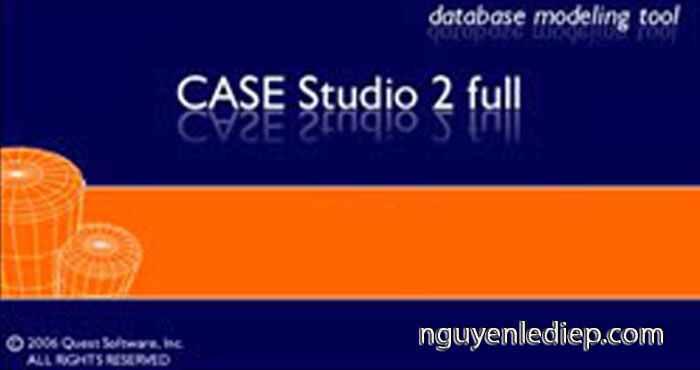 database modeling tool
CASE Studio 2 full
© 2006 Quest Software, Inc.
ALL RIGHTS RESERVED
nguyenlediep.com